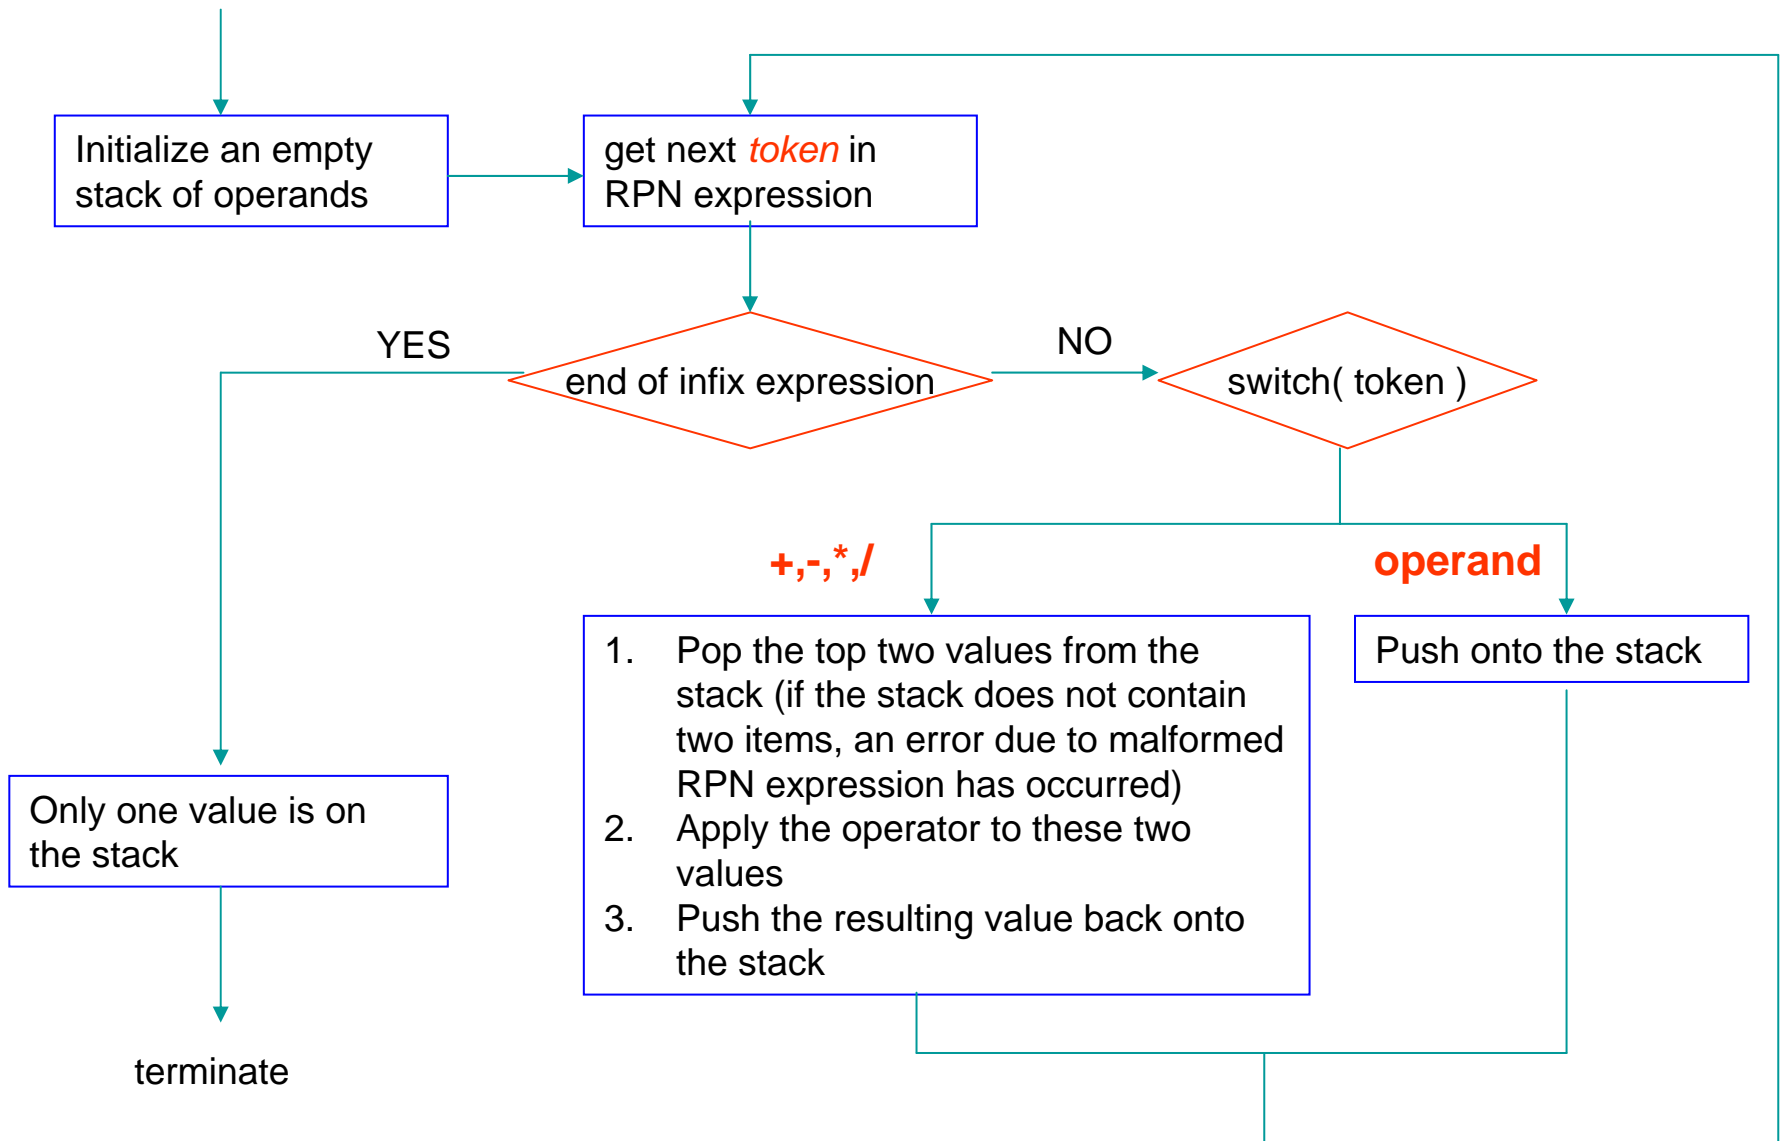 Initialize an empty
stack of operands
get next token in
RPN expression
YES
end of infix expression
NO
switch( token )
+,-,*,/
operand
1. Pop the top two values from the
stack (if the stack does not contain
two items, an error due to malformed
RPN expression has occurred)
2. Apply the operator to these two
values
3. Push the resulting value back onto
the stack
Push onto the stack
Only one value is on
the stack
terminate